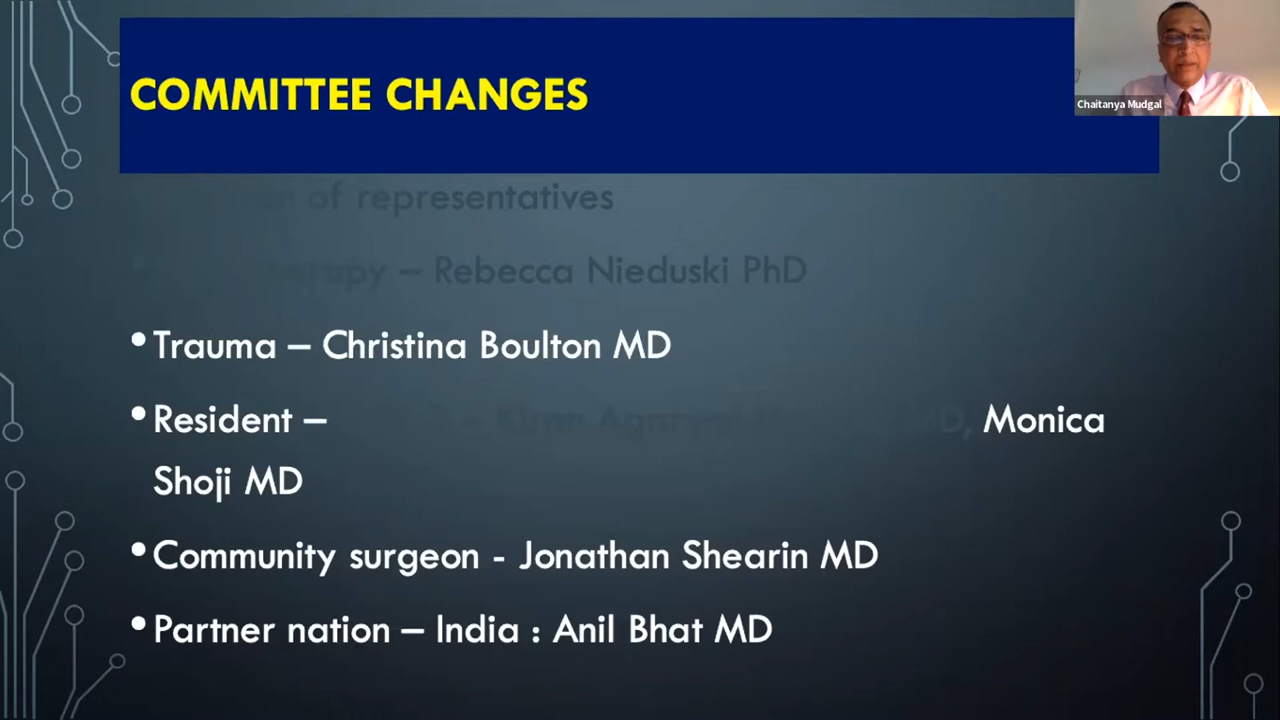 COMMITTEE CHANGES
Chaitanya Mudgal
of representatives
– Rebecca Nieduski PhD
• Trauma – Christina Boulton MD
• Resident – Monica
Shoji MD
• Community surgeon - Jonathan Shearin MD
• Partner nation – India : Anil Bhat MD